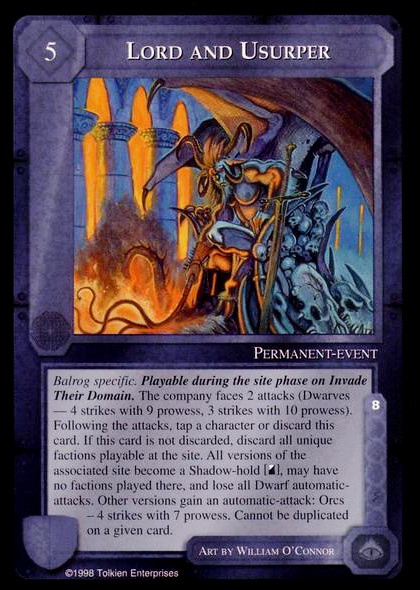 5
LORD AND USURPER
PERMANENT-EVENT
Balrog specific. Playable during the site phase on Invade
Their Domain. The company faces 2 attacks (Dwarves
— 4 strikes with 9 prowess, 3 strikes with 10 prowess).
Following the attacks, tap a character or discard this
card. If this card is not discarded, discard all unique
factions playable at the site. All versions of the
associated site become a Shadow-hold [], may have
no factions played there, and lose all Dwarf automatic-
attacks. Other versions gain an automatic-attack: Orcs
– 4 strikes with 7 prowess. Cannot be duplicated
on a given card.
8
ART BY WILLIAM O'CONNOR
©1998 Tolkien Enterprises